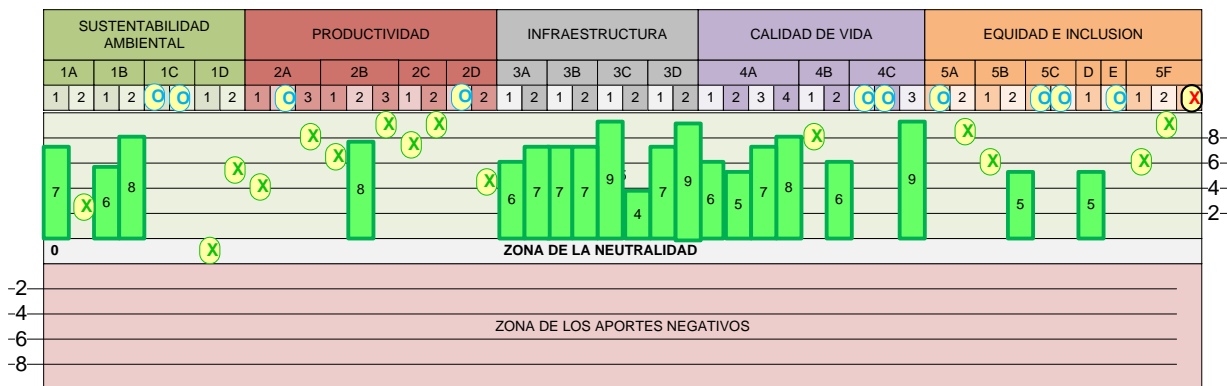 SUSTENTABILIDAD AMBIENTAL PRODUCTIVIDAD INFRAESTRUCTURA CALIDAD DE VIDA EQUIDAD E INCLUSION
1A 1B 1C 1D 2A 2B 2C 2D 3A 3B 3C 3D 4A 4B 4C 5A 5B 5C D E 5F
1 2 1 2 O O 1 2 1 O 3 1 2 3 1 2 O 2 1 2 1 2 1 2 1 2 1 2 3 4 1 2 O O 3 O 2 1 2 O O 1 O 1 2 X
8
X X X X X X
6
X X X X X
4
X X X
2
7 6 8 8 6 7 7 7 9 4 7 9 6 5 7 8 6 9 5 5
X
0 ZONA DE LA NEUTRALIDAD
-2
-4
ZONA DE LOS APORTES NEGATIVOS
-6
-8